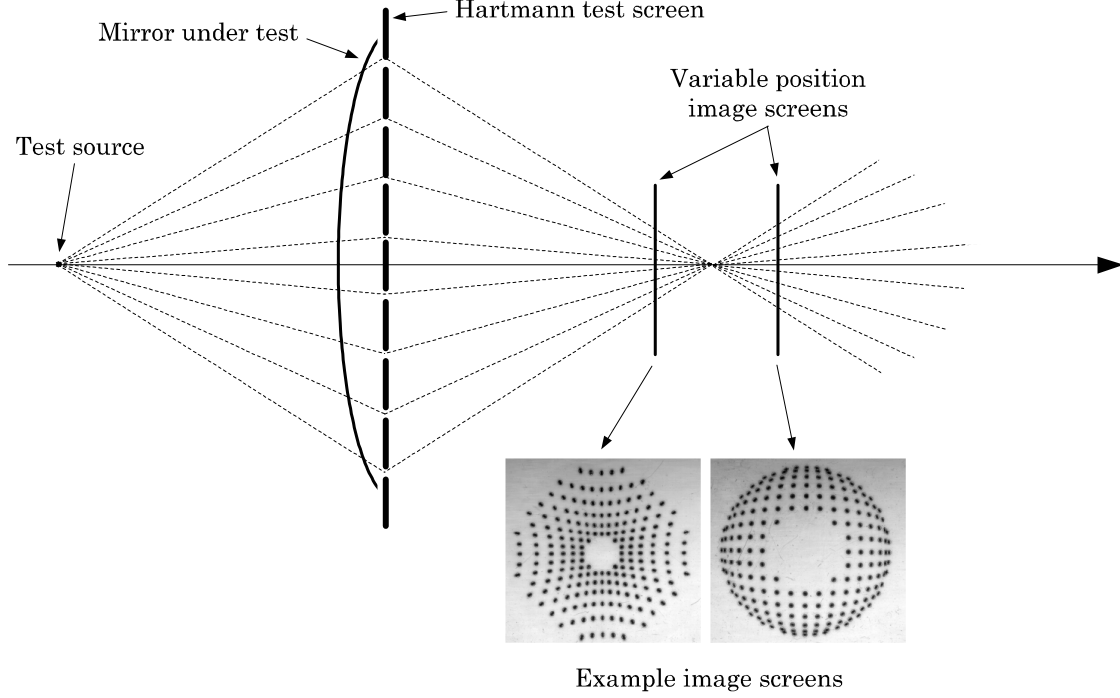 Hartmann test screen
Mirror under test
Variable position
image screens
Test source
Example image screens